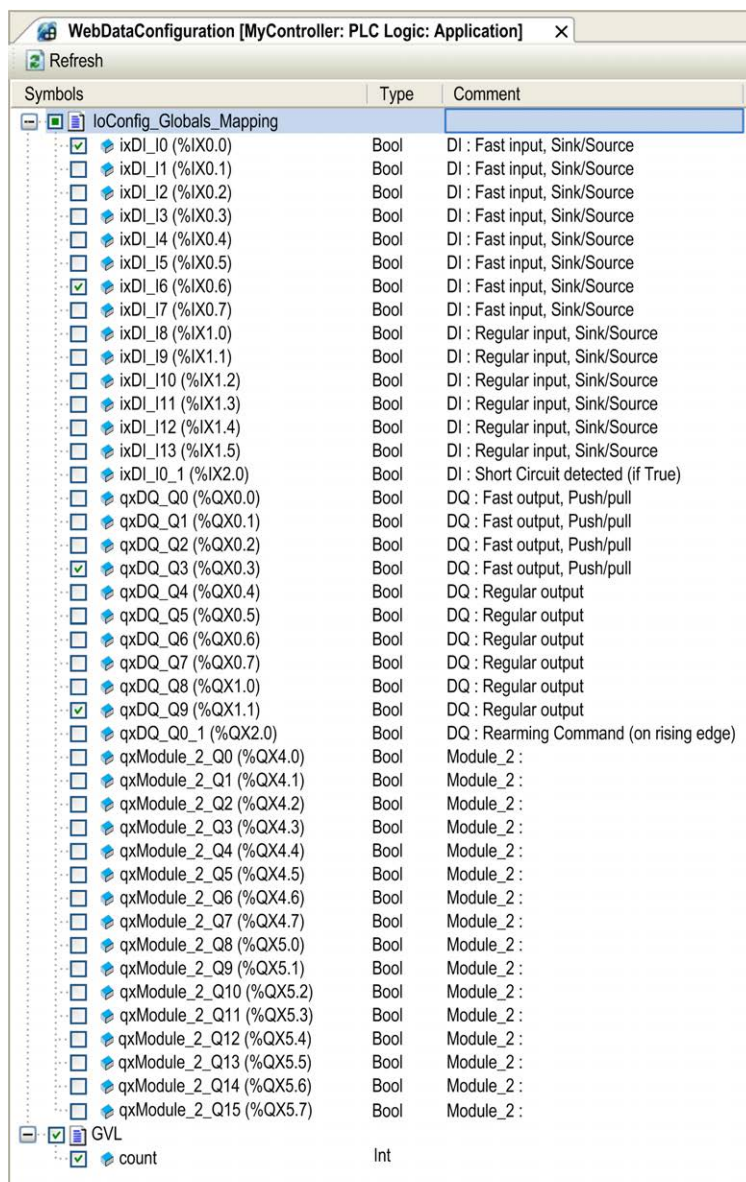 WebDataConfiguration [MyController: PLC Logic: Application] ×
Refresh
Symbols Type Comment
IoConfig_Globals_Mapping
ixDI_I0 (%IX0.0) Bool DI : Fast input, Sink/Source
ixDI_I1 (%IX0.1) Bool DI : Fast input, Sink/Source
ixDI_I2 (%IX0.2) Bool DI : Fast input, Sink/Source
ixDI_I3 (%IX0.3) Bool DI : Fast input, Sink/Source
ixDI_I4 (%IX0.4) Bool DI : Fast input, Sink/Source
ixDI_I5 (%IX0.5) Bool DI : Fast input, Sink/Source
ixDI_I6 (%IX0.6) Bool DI : Fast input, Sink/Source
ixDI_I7 (%IX0.7) Bool DI : Fast input, Sink/Source
ixDI_I8 (%IX1.0) Bool DI : Regular input, Sink/Source
ixDI_I9 (%IX1.1) Bool DI : Regular input, Sink/Source
ixDI_I10 (%IX1.2) Bool DI : Regular input, Sink/Source
ixDI_I11 (%IX1.3) Bool DI : Regular input, Sink/Source
ixDI_I12 (%IX1.4) Bool DI : Regular input, Sink/Source
ixDI_I13 (%IX1.5) Bool DI : Regular input, Sink/Source
ixDI_I0_1 (%IX2.0) Bool DI : Short Circuit detected (if True)
qxDQ_Q0 (%QX0.0) Bool DQ : Fast output, Push/pull
qxDQ_Q1 (%QX0.1) Bool DQ : Fast output, Push/pull
qxDQ_Q2 (%QX0.2) Bool DQ : Fast output, Push/pull
qxDQ_Q3 (%QX0.3) Bool DQ : Fast output, Push/pull
qxDQ_Q4 (%QX0.4) Bool DQ : Regular output
qxDQ_Q5 (%QX0.5) Bool DQ : Regular output
qxDQ_Q6 (%QX0.6) Bool DQ : Regular output
qxDQ_Q7 (%QX0.7) Bool DQ : Regular output
qxDQ_Q8 (%QX1.0) Bool DQ : Regular output
qxDQ_Q9 (%QX1.1) Bool DQ : Regular output
qxDQ_Q0_1 (%QX2.0) Bool DQ : Rearming Command (on rising edge)
qxModule_2_Q0 (%QX4.0) Bool Module_2 :
qxModule_2_Q1 (%QX4.1) Bool Module_2 :
qxModule_2_Q2 (%QX4.2) Bool Module_2 :
qxModule_2_Q3 (%QX4.3) Bool Module_2 :
qxModule_2_Q4 (%QX4.4) Bool Module_2 :
qxModule_2_Q5 (%QX4.5) Bool Module_2 :
qxModule_2_Q6 (%QX4.6) Bool Module_2 :
qxModule_2_Q7 (%QX4.7) Bool Module_2 :
qxModule_2_Q8 (%QX5.0) Bool Module_2 :
qxModule_2_Q9 (%QX5.1) Bool Module_2 :
qxModule_2_Q10 (%QX5.2) Bool Module_2 :
qxModule_2_Q11 (%QX5.3) Bool Module_2 :
qxModule_2_Q12 (%QX5.4) Bool Module_2 :
qxModule_2_Q13 (%QX5.5) Bool Module_2 :
qxModule_2_Q14 (%QX5.6) Bool Module_2 :
qxModule_2_Q15 (%QX5.7) Bool Module_2 :
GVL
count Int